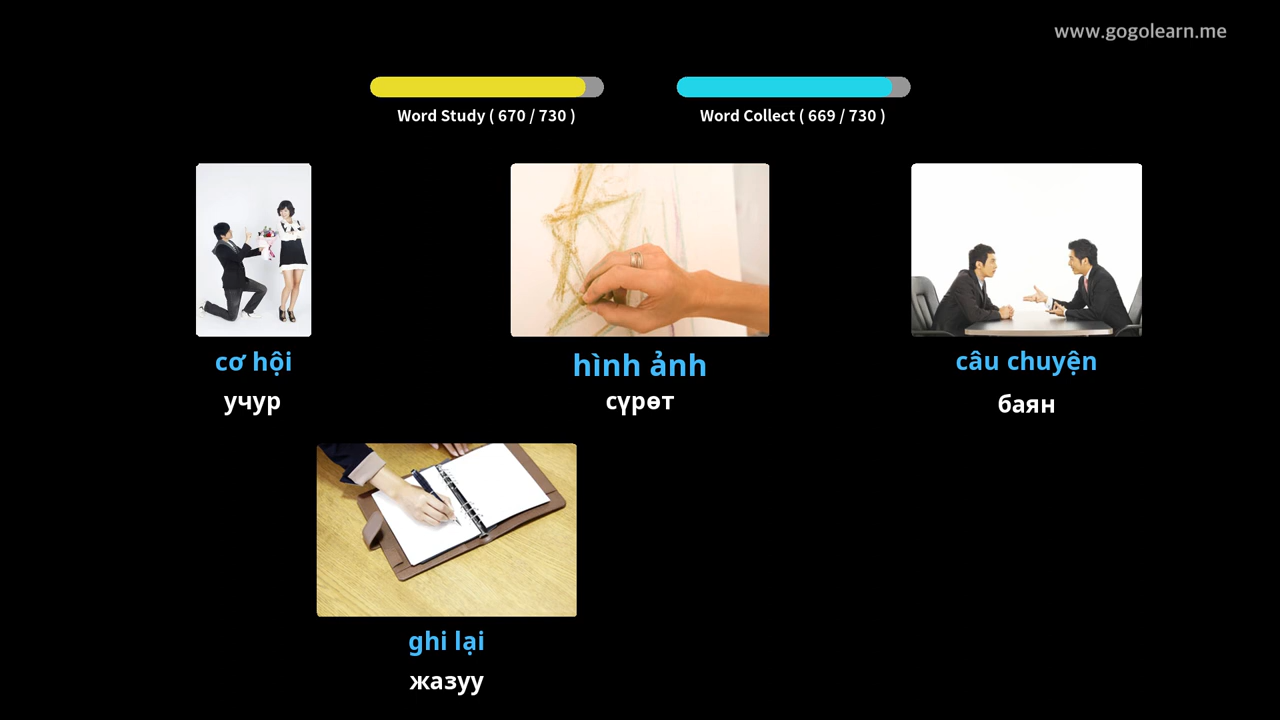 www.gogolearn.me
Word Study ( 670 / 730 )
Word Collect ( 669 / 730 )
cơ hội
учур
hình ảnh
сүрөт
câu chuyện
баян
ghi lại
жазуу